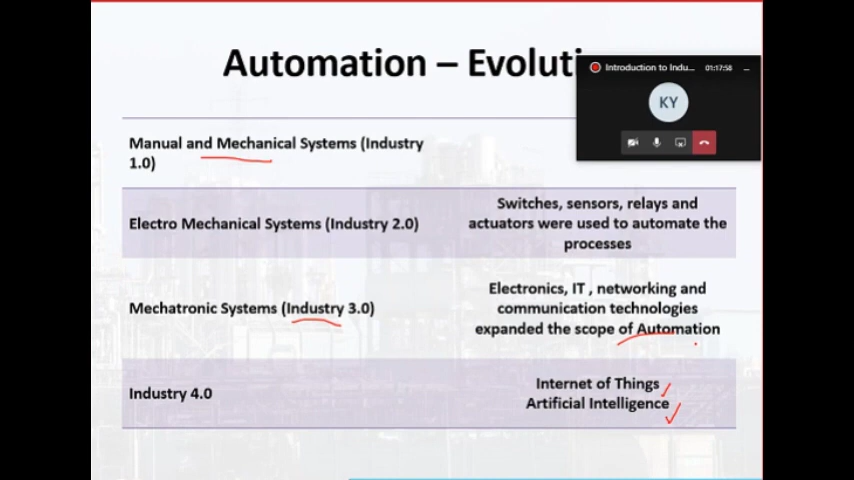 Automation – Evoluti
Introduction to Indu... 01:17:58
KY
Manual and Mechanical Systems (Industry
1.0)
Electro Mechanical Systems (Industry 2.0)
Switches, sensors, relays and
actuators were used to automate the
processes
Mechatronic Systems (Industry 3.0)
Electronics, IT , networking and
communication technologies
expanded the scope of Automation
Industry 4.0
Internet of Things
Artificial Intelligence